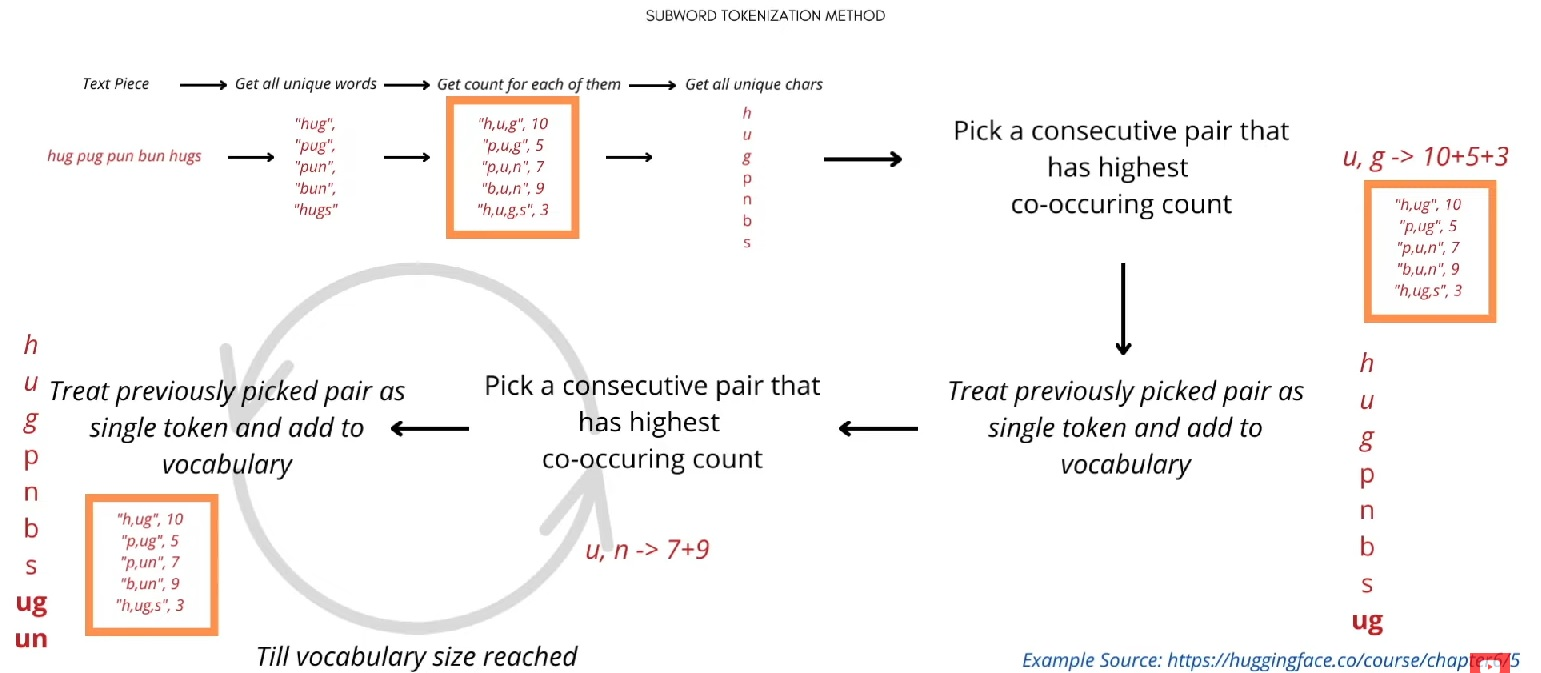 SUBWORD TOKENIZATION METHOD
Text Piece
Get all unique words
Get count for each of them
Get all unique chars
hug pug pun bun hugs
"hug",
"pug",
"pun",
"bun",
"hugs"
"h,u,g", 10
"p,u,g", 5
"p,u,n", 7
"b,u,n", 9
"h,u,g,s", 3
h
u
g
p
n
b
s
Pick a consecutive pair that
has highest
co-occuring count
u, g -> 10+5+3
"h,ug", 10
"p,ug", 5
"p,u,n", 7
"b,u,n", 9
"h,ug,s", 3
h
u
g
p
n
b
s
ug
Treat previously picked pair as
single token and add to
vocabulary
Pick a consecutive pair that
has highest
co-occuring count
u, n -> 7+9
Treat previously picked pair as
single token and add to
vocabulary
h
u
g
p
n
b
s
ug
un
"h,ug", 10
"p,ug", 5
"p,un", 7
"b,un", 9
"h,ug,s", 3
Till vocabulary size reached
Example Source: https://huggingface.co/course/chapter6/5